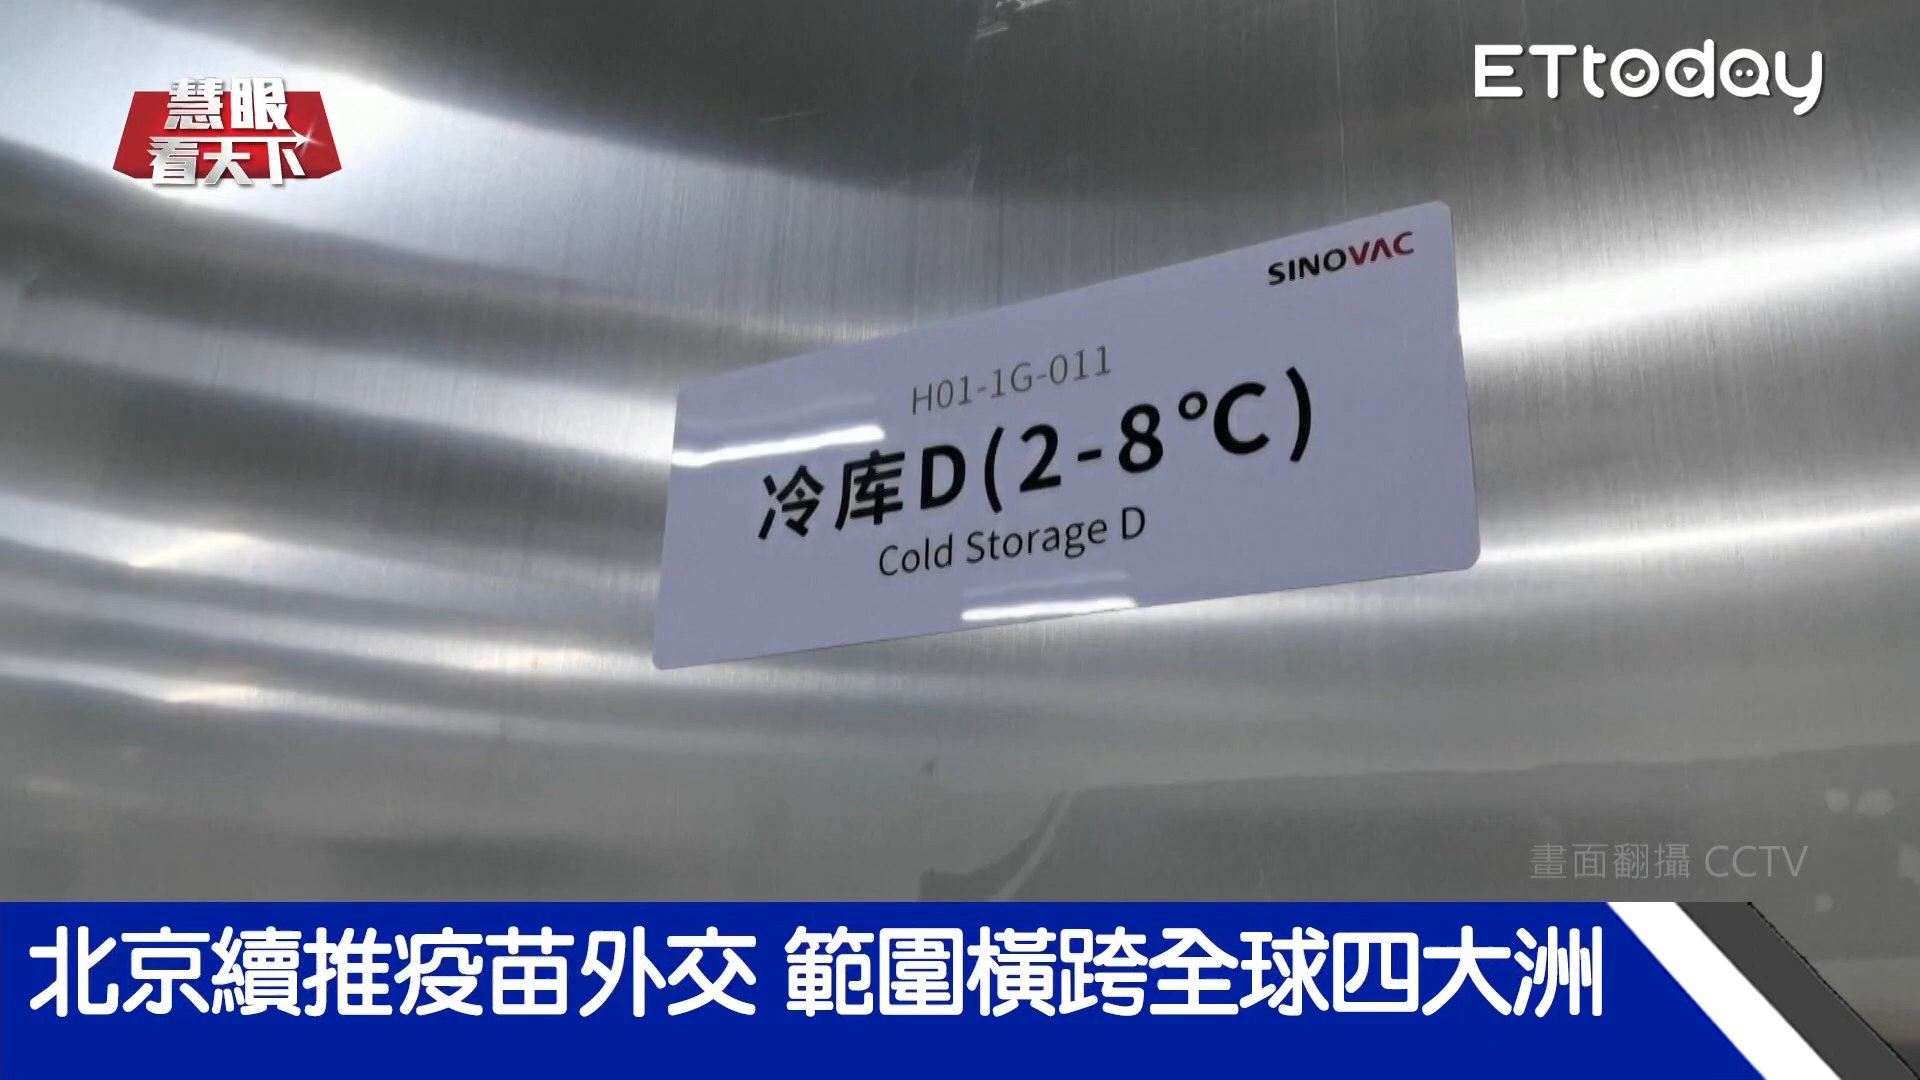 慧眼
看天下
ETtoday
SINOVAC
H01-1G-011
冷库D(2-8℃)
Cold Storage D
畫面翻攝 CCTV
北京續推疫苗外交 範圍橫跨全球四大洲